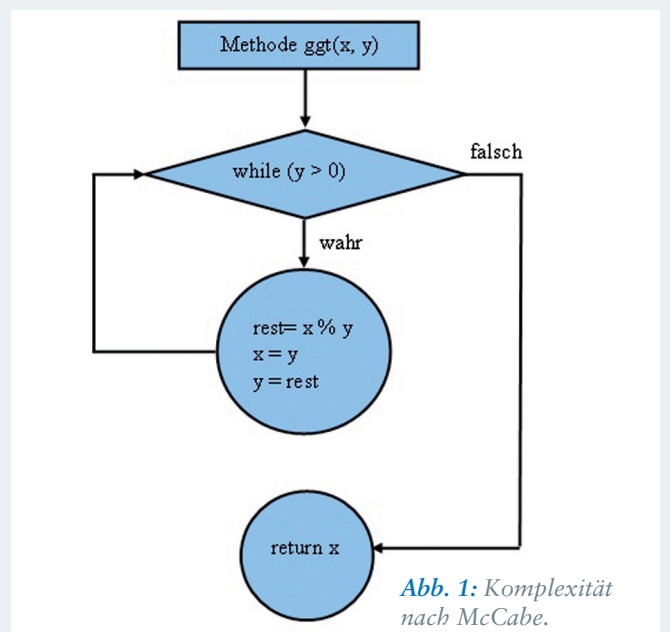 Methode ggt(x, y)
while (y > 0)
falsch
wahr
rest= x % y
x = y
y = rest
return x
Abb. 1: Komplexität
nach McCabe.